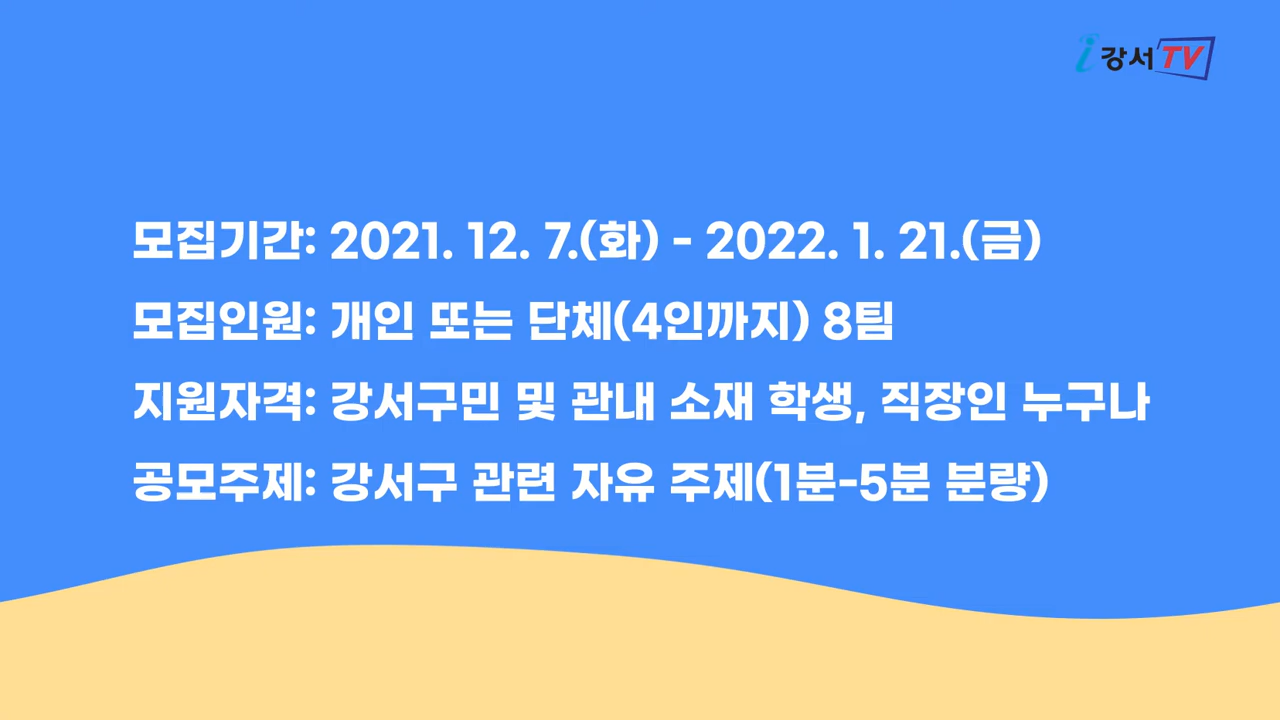 i 강서 TV
모집기간: 2021. 12. 7.(화) - 2022. 1. 21.(금)
모집인원: 개인 또는 단체(4인까지) 8팀
지원자격: 강서구민 및 관내 소재 학생, 직장인 누구나
공모주제: 강서구 관련 자유 주제(1분-5분 분량)